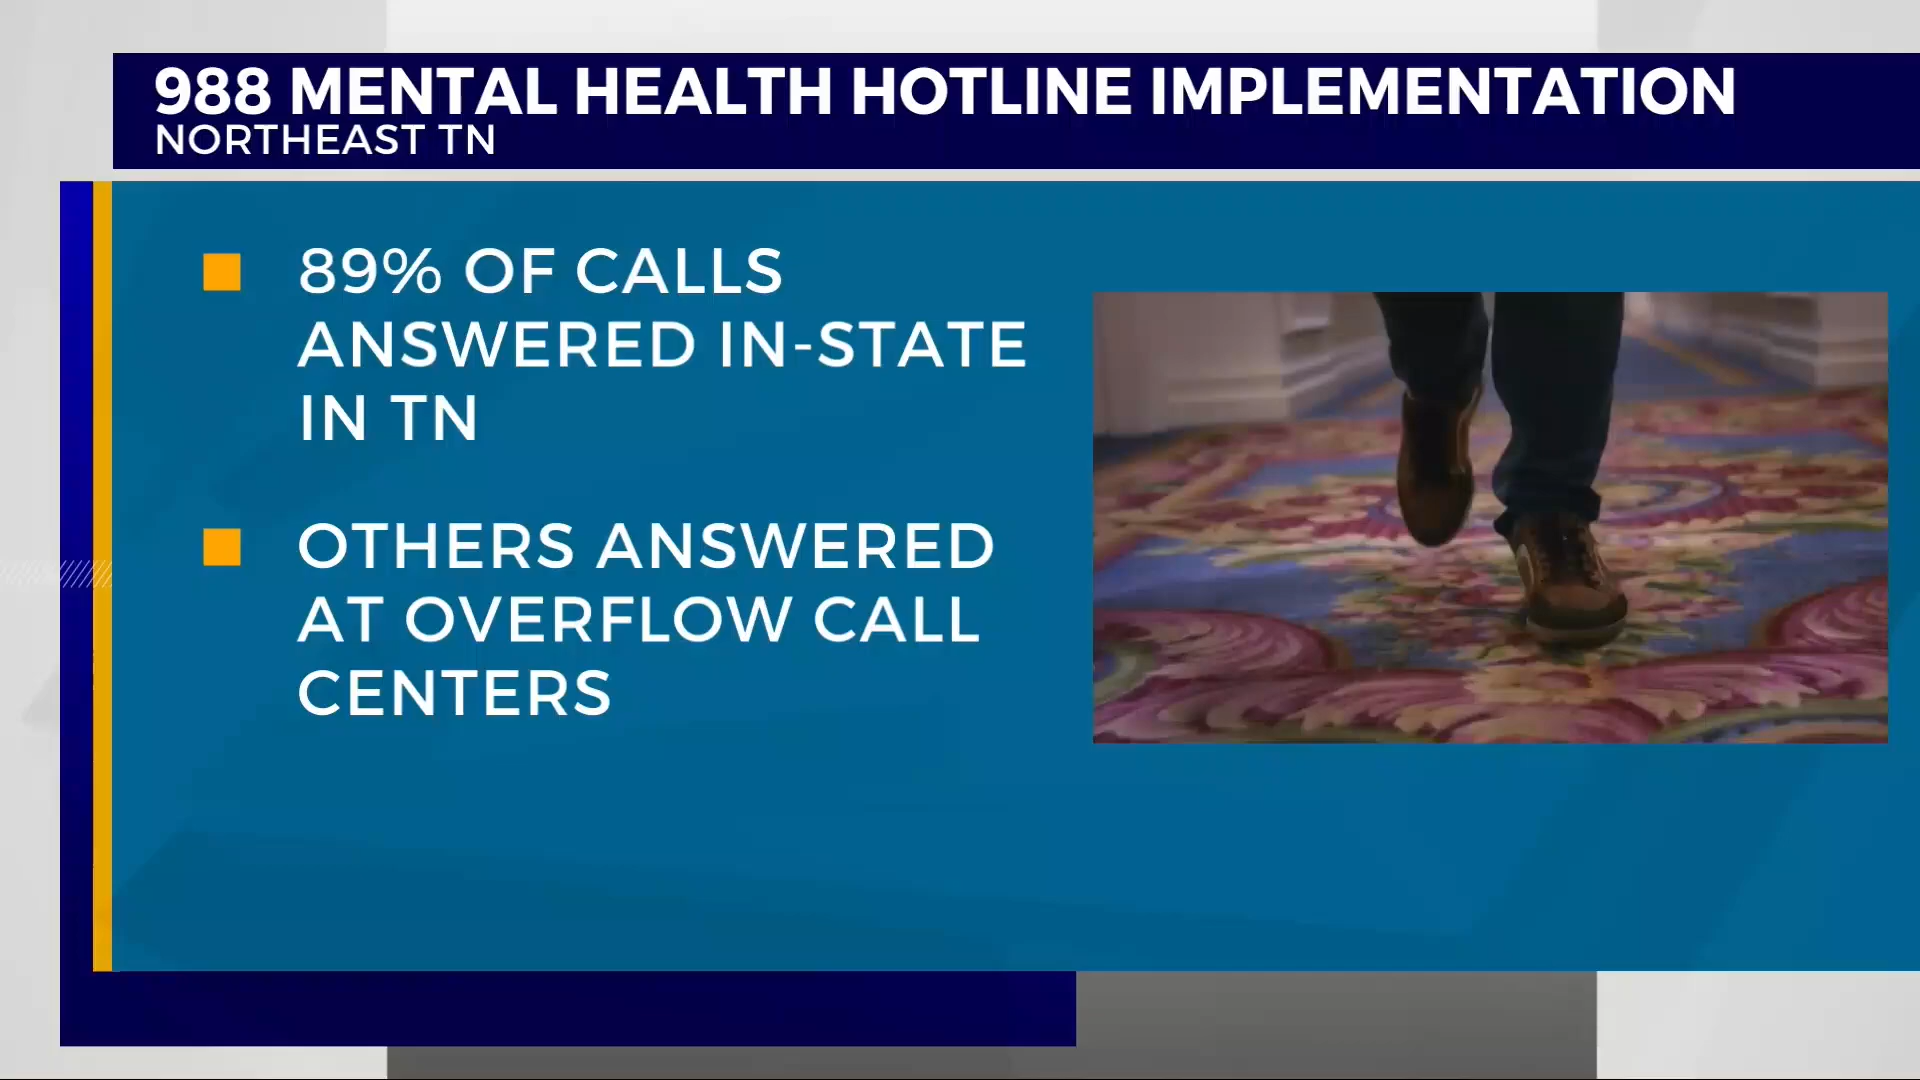 988 MENTAL HEALTH HOTLINE IMPLEMENTATION
NORTHEAST TN
89% OF CALLS
ANSWERED IN-STATE
IN TN
OTHERS ANSWERED
AT OVERFLOW CALL
CENTERS